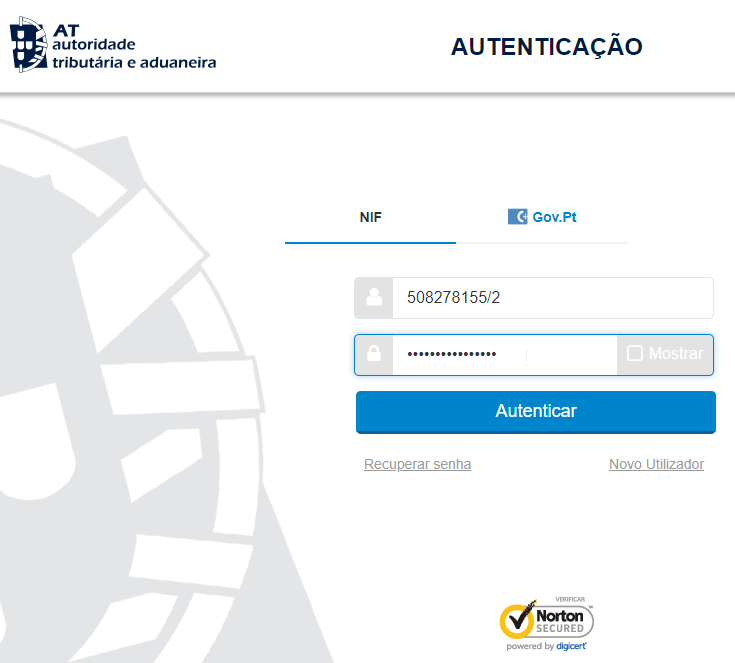 AT
autoridade
tributária e aduaneira
AUTENTICAÇÃO
NIF
Gov.Pt
508278155/2
••••••••••••••••
Mostrar
Autenticar
Recuperar senha
Novo Utilizador
VERIFICAR
Norton
SECURED
powered by digicert